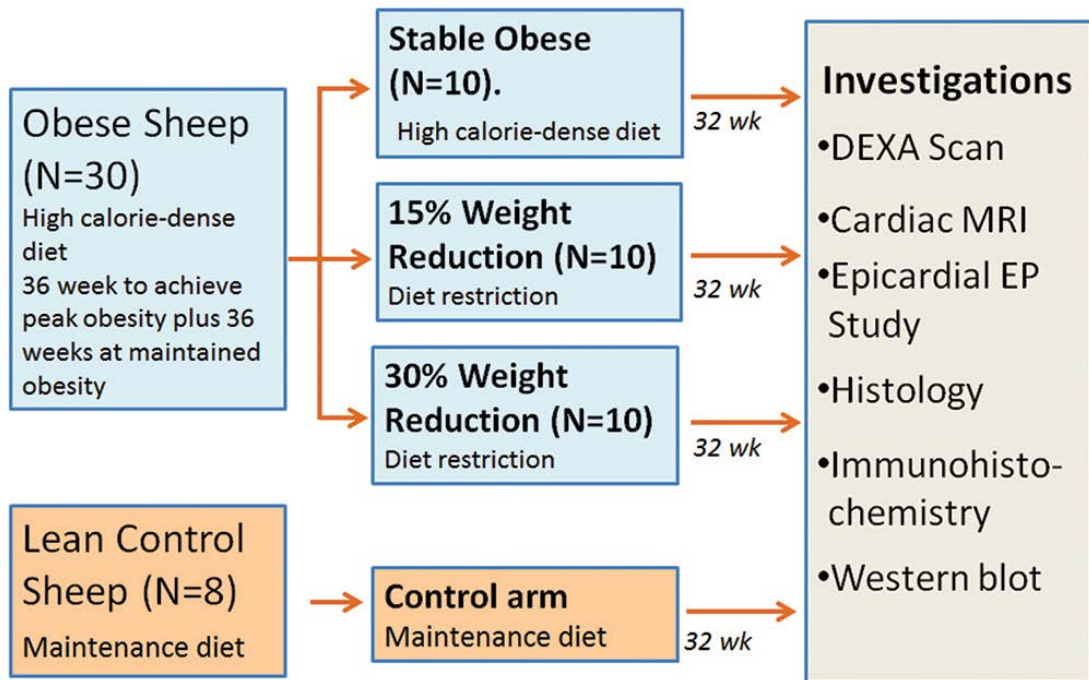 Obese Sheep
(N=30)
High calorie-dense
diet
36 week to achieve
peak obesity plus 36
weeks at maintained
obesity
Stable Obese
(N=10).
High calorie-dense diet
32 wk
15% Weight
Reduction (N=10)
Diet restriction
32 wk
30% Weight
Reduction (N=10)
Diet restriction
32 wk
Lean Control
Sheep (N=8)
Maintenance diet
Control arm
Maintenance diet
32 wk
Investigations
•DEXA Scan
•Cardiac MRI
•Epicardial EP
Study
•Histology
•Immunohisto-
chemistry
•Western blot